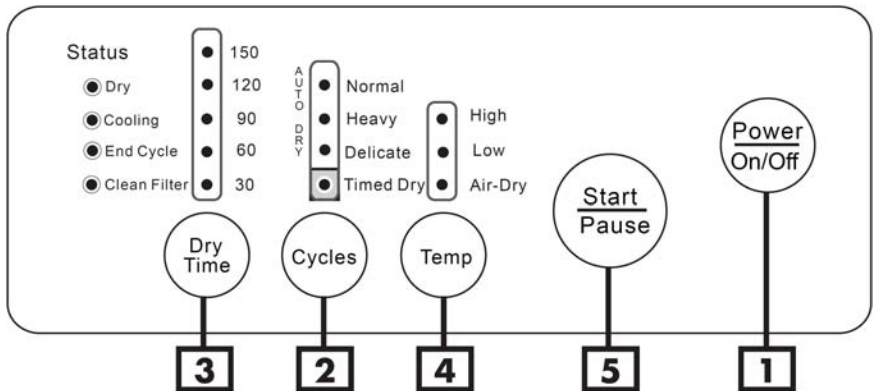 Status
Dry
Cooling
End Cycle
Clean Filter
150
120
90
60
30
AUTO DRY
Normal
Heavy
Delicate
Timed Dry
High
Low
Air-Dry
Dry
Time
Cycles
Temp
Start
Pause
Power
On/Off
3
2
4
5
1